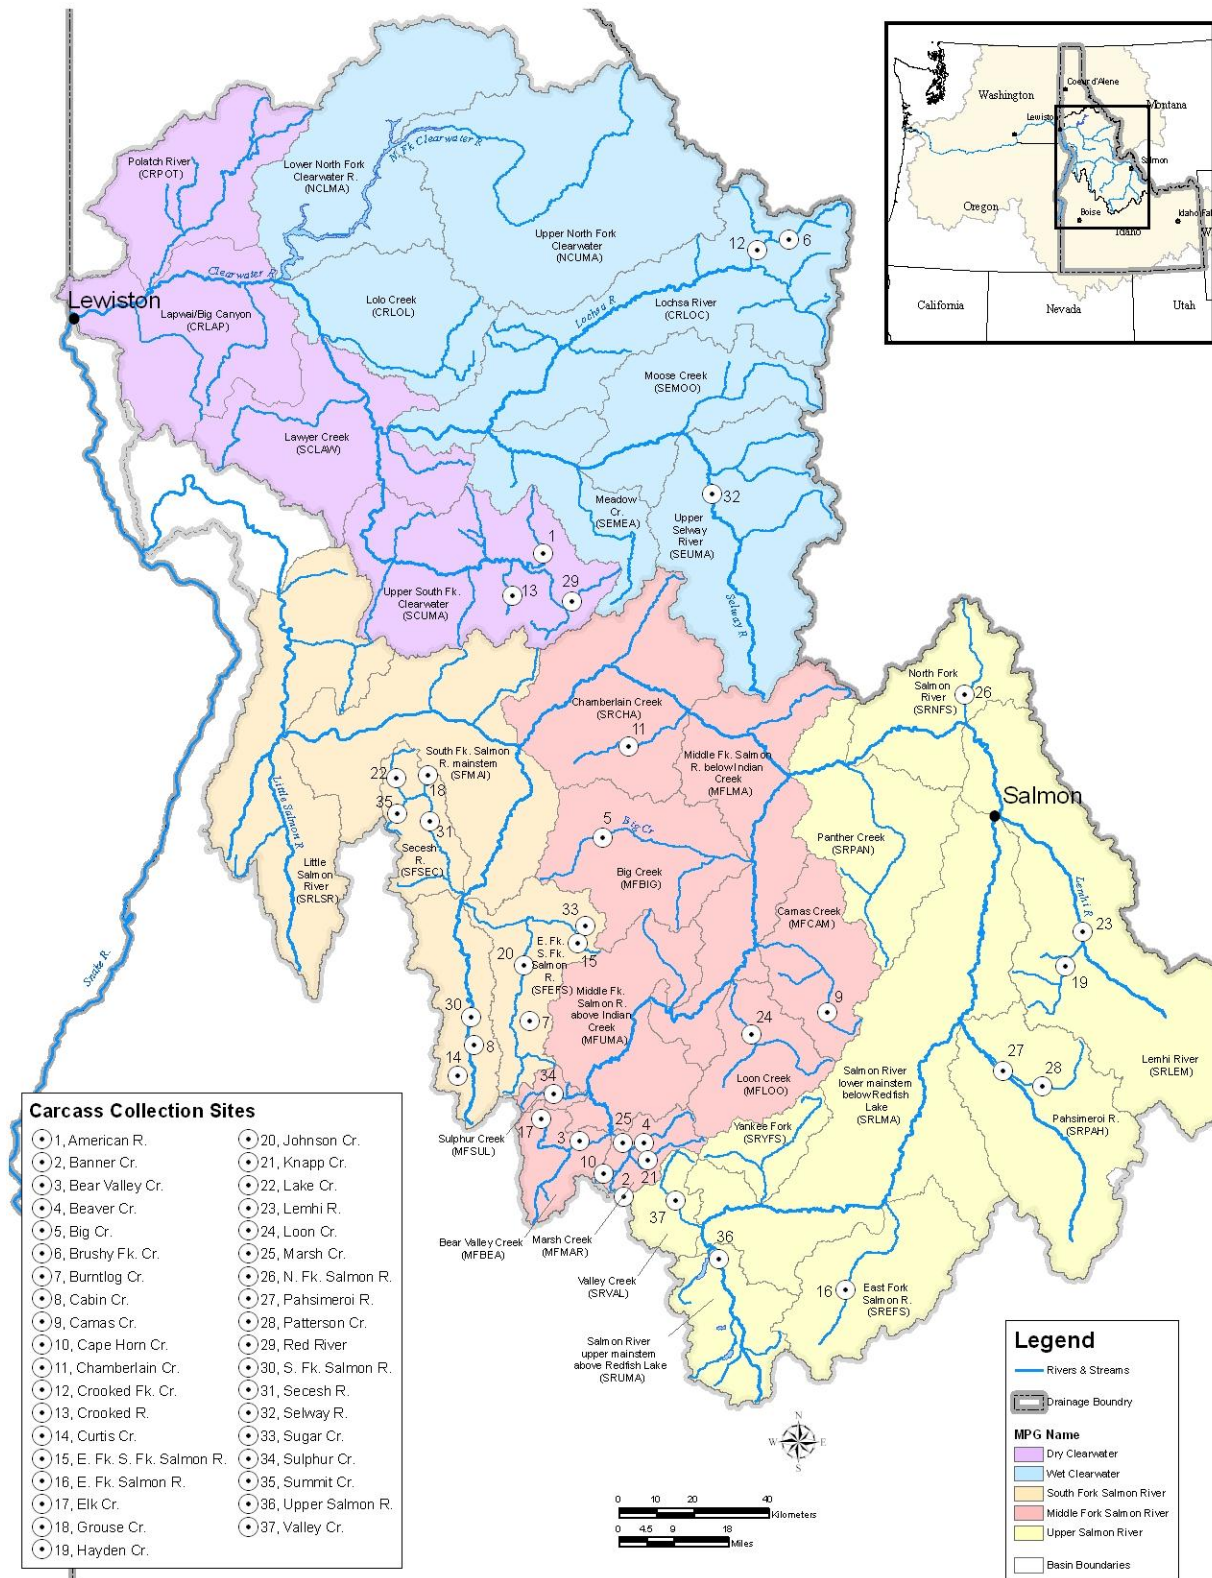 Polatch River
(CRPOT)
Lower North Fork
Clearwater R.
(NCLMA)
N. Fk Clearwater R
Upper North Fork
Clearwater
(NCUMA)
12
6
Clearwater R
Lewiston
Lapwai/Big Canyon
(CRLAP)
Lolo Creek
(CRLOL)
Lochsa R
Lochsa River
(CRLOC)
Moose Creek
(SEMOO)
Lawyer Creek
(SCLAW)
Meadow
Cr.
(SEMEA)
32
Upper
Selway
River
(SEUMA)
Selway R
1
13
29
Upper South Fk.
Clearwater
(SCUMA)
Washington
Coeur d'Alene
Montana
Lewiston
Salmon
Oregon
Boise
Idaho Fal
Idaho
W
California
Nevada
Utah
North Fork
Salmon
River
(SRNFS)
26
Chamberlain Creek
(SRCHA)
11
Middle Fk. Salmon
R. below Indian
Creek
(MFLMA)
South Fk. Salmon
R. mainstem
(SFMAI)
22
18
35
31
Secesh
R.
(SFSEC)
Little Salmon R
Little
Salmon
River
(SRLSR)
Salmon
5
Big Cr
Big Creek
(MFBIG)
Panther Creek
(SRPAN)
Camas Creek
(MFCAM)
Lemhi R
23
19
33
15
20
E. Fk.
S. Fk.
Salmon
R.
(SFEFS)
Snake R.
Middle Fk.
Salmon R.
above Indian
Creek
(MFUMA)
30
7
8
14
9
24
Loon Creek
(MFLOO)
Salmon River
lower mainstem
below Redfish
Lake
(SRLMA)
27
28
Lemhi River
(SRLEM)
Pahsimeroi R.
(SRPAH)
34
17
Sulphur Creek
(MFSUL)
3
25
4
10
21
2
Yankee Fork
(SRYFS)
37
Bear Valley Creek
(MFBEA)
Marsh Creek
(MFMAR)
Valley Creek
(SRVAL)
36
16
East Fork
Salmon R.
(SREFS)
Salmon River
upper mainstem
above Redfish Lake
(SRUMA)
Carcass Collection Sites
1, American R.
2, Banner Cr.
3, Bear Valley Cr.
4, Beaver Cr.
5, Big Cr.
6, Brushy Fk. Cr.
7, Burntlog Cr.
8, Cabin Cr.
9, Camas Cr.
10, Cape Horn Cr.
11, Chamberlain Cr.
12, Crooked Fk. Cr.
13, Crooked R.
14, Curtis Cr.
15, E. Fk. S. Fk. Salmon R.
16, E. Fk. Salmon R.
17, Elk Cr.
18, Grouse Cr.
19, Hayden Cr.
20, Johnson Cr.
21, Knapp Cr.
22, Lake Cr.
23, Lemhi R.
24, Loon Cr.
25, Marsh Cr.
26, N. Fk. Salmon R.
27, Pahsimeroi R.
28, Patterson Cr.
29, Red River
30, S. Fk. Salmon R.
31, Secesh R.
32, Selway R.
33, Sugar Cr.
34, Sulphur Cr.
35, Summit Cr.
36, Upper Salmon R.
37, Valley Cr.
N
W
E
S
0 10 20 40
Kilometers
0 4.5 9 18
Miles
Legend
Rivers & Streams
Drainage Boundry
MPG Name
Dry Clearwater
Wet Clearwater
South Fork Salmon River
Middle Fork Salmon River
Upper Salmon River
Basin Boundaries